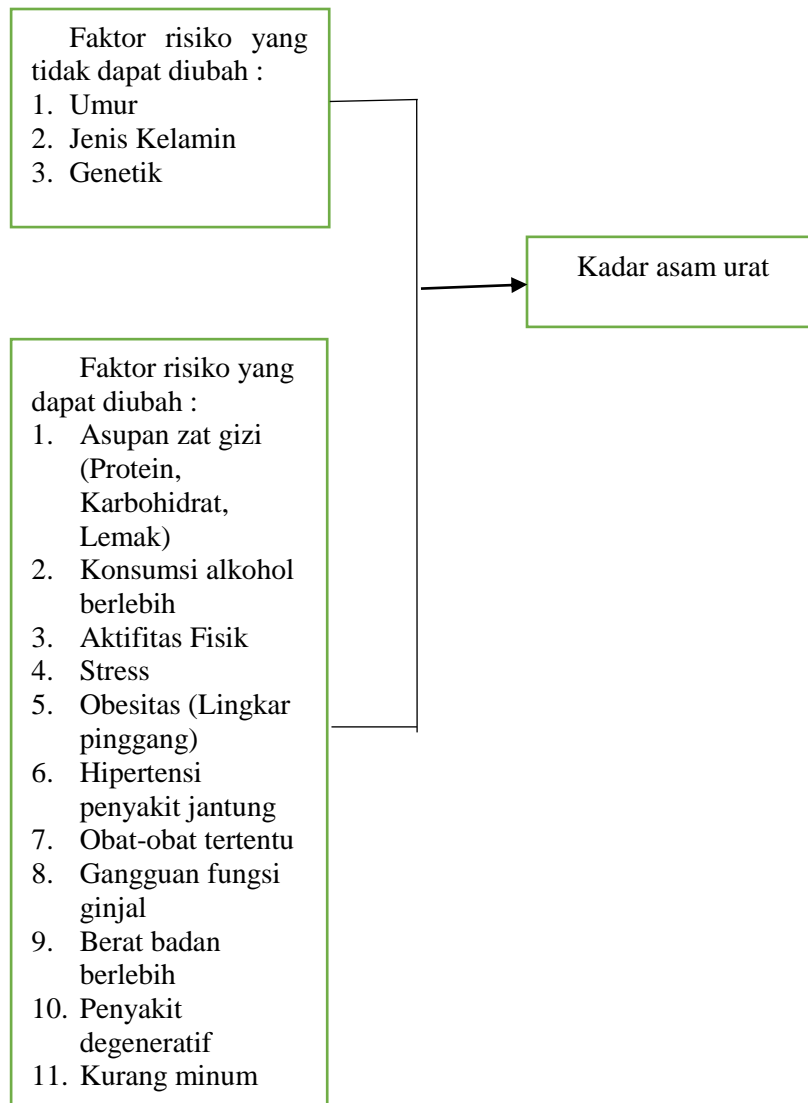 Faktor risiko yang
tidak dapat diubah :
1. Umur
2. Jenis Kelamin
3. Genetik
Kadar asam urat
Faktor risiko yang
dapat diubah :
1. Asupan zat gizi
(Protein,
Karbohidrat,
Lemak)
2. Konsumsi alkohol
berlebih
3. Aktifitas Fisik
4. Stress
5. Obesitas (Lingkar
pinggang)
6. Hipertensi
penyakit jantung
7. Obat-obat tertentu
8. Gangguan fungsi
ginjal
9. Berat badan
berlebih
10. Penyakit
degeneratif
11. Kurang minum